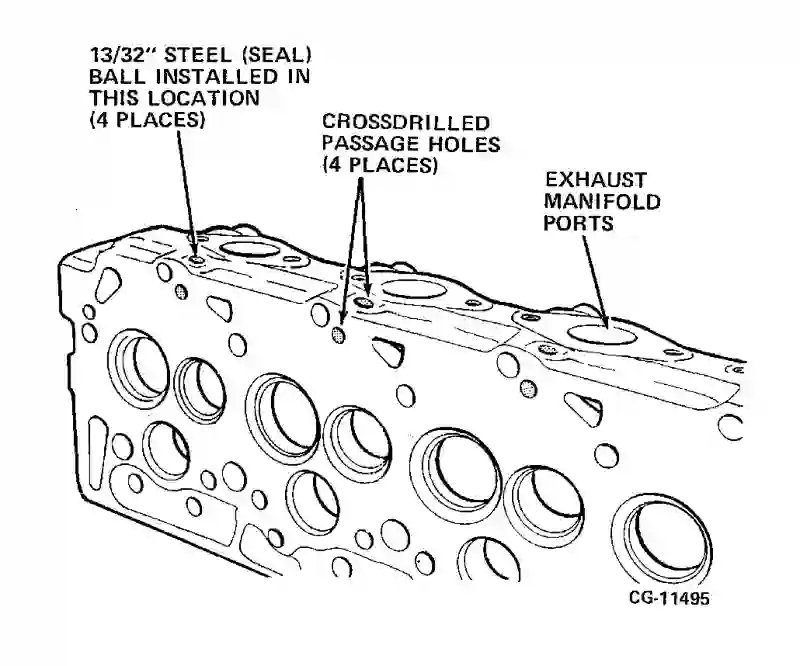 13/32" STEEL (SEAL)
BALL INSTALLED IN
THIS LOCATION
(4 PLACES)
CROSSDRILLED
PASSAGE HOLES
(4 PLACES)
EXHAUST
MANIFOLD
PORTS
CG-11495